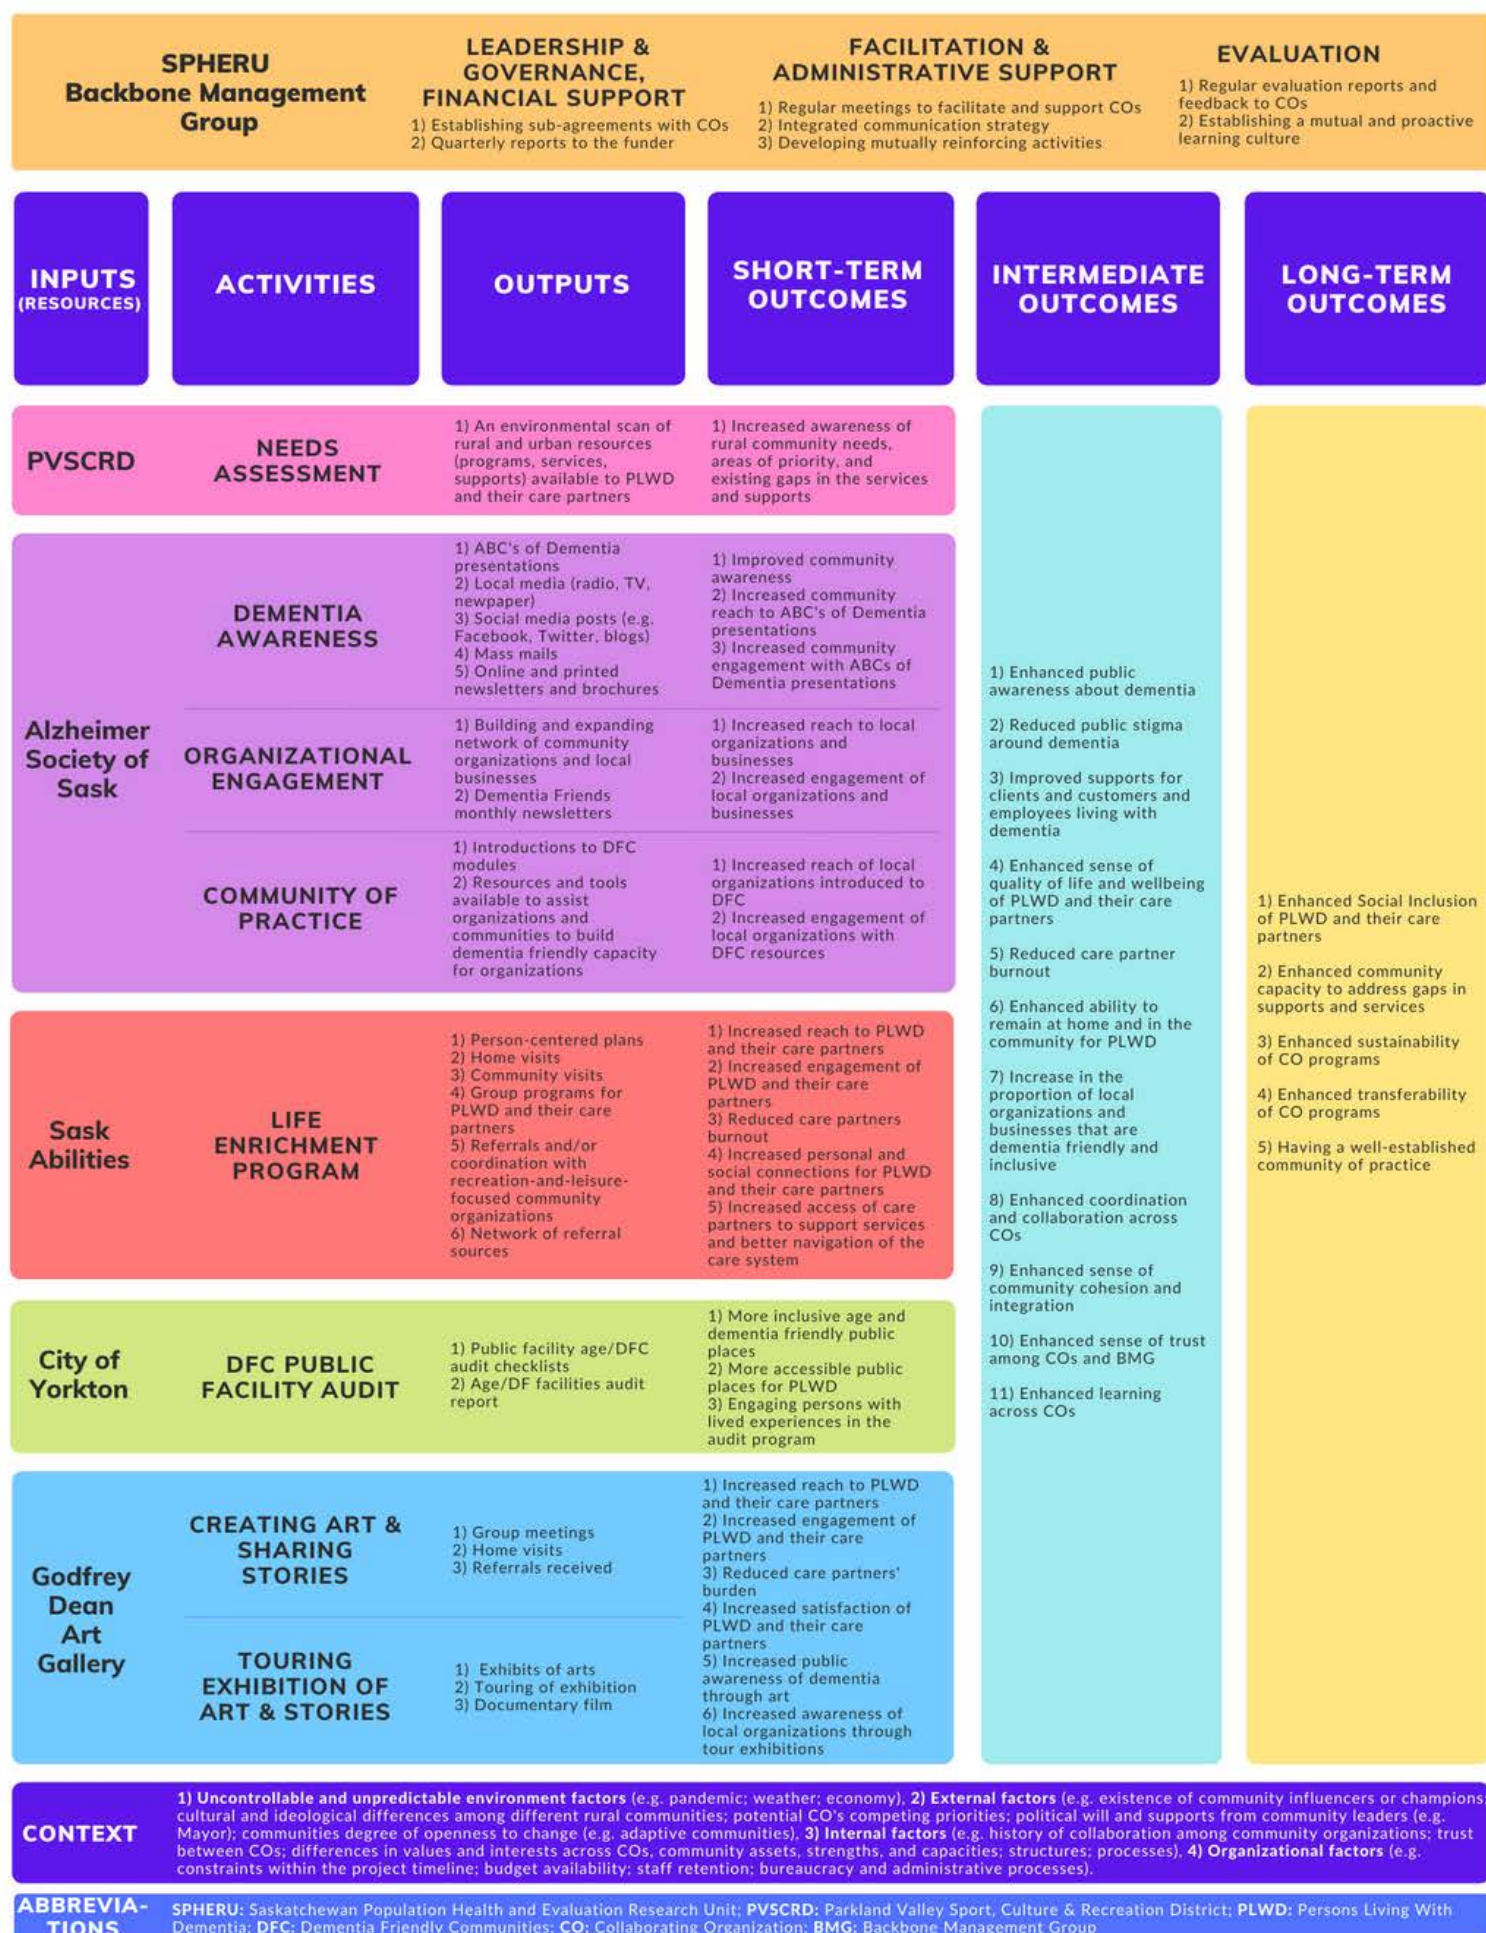 SPHERU
Backbone Management
Group
LEADERSHIP &
GOVERNANCE,
FINANCIAL SUPPORT
1) Establishing sub-agreements with COs
2) Quarterly reports to the funder
FACILITATION &
ADMINISTRATIVE SUPPORT
1) Regular meetings to facilitate and support COs
2) Integrated communication strategy
3) Developing mutually reinforcing activities
EVALUATION
1) Regular evaluation reports and
feedback to COs
2) Establishing a mutual and proactive
learning culture
INPUTS
(RESOURCES)
ACTIVITIES
OUTPUTS
SHORT-TERM
OUTCOMES
INTERMEDIATE
OUTCOMES
LONG-TERM
OUTCOMES
PVSCRD
NEEDS
ASSESSMENT
1) An environmental scan of
rural and urban resources
(programs, services,
supports) available to PLWD
and their care partners
1) Increased awareness of
rural community needs,
areas of priority, and
existing gaps in the services
and supports
Alzheimer
Society of
Sask
DEMENTIA
AWARENESS
1) ABC's of Dementia
presentations
2) Local media (radio, TV,
newpaper)
3) Social media posts (e.g.
Facebook, Twitter, blogs)
4) Mass mails
5) Online and printed
newsletters and brochures
1) Improved community
awareness
2) Increased community
reach to ABC's of Dementia
presentations
3) Increased community
engagement with ABCs of
Dementia presentations
ORGANIZATIONAL
ENGAGEMENT
1) Building and expanding
network of community
organizations and local
businesses
2) Dementia Friends
monthly newsletters
1) Increased reach to local
organizations and
businesses
2) Increased engagement of
local organizations and
businesses
COMMUNITY OF
PRACTICE
1) Introductions to DFC
modules
2) Resources and tools
available to assist
organizations and
communities to build
dementia friendly capacity
for organizations
1) Increased reach of local
organizations introduced to
DFC
2) Increased engagement of
local organizations with
DFC resources
Sask
Abilities
LIFE
ENRICHMENT
PROGRAM
1) Person-centered plans
2) Home visits
3) Community visits
4) Group programs for
PLWD and their care
partners
5) Referrals and/or
coordination with
recreation-and-leisure-
focused community
organizations
6) Network of referral
sources
1) Increased reach to PLWD
and their care partners
2) Increased engagement of
PLWD and their care
partners
3) Reduced care partners
burnout
4) Increased personal and
social connections for PLWD
and their care partners
5) Increased access of care
partners to support services
and better navigation of the
care system
City of
Yorkton
DFC PUBLIC
FACILITY AUDIT
1) Public facility age/DFC
audit checklists
2) Age/DF facilities audit
report
1) More inclusive age and
dementia friendly public
places
2) More accessible public
places for PLWD
3) Engaging persons with
lived experiences in the
audit program
Godfrey
Dean
Art
Gallery
CREATING ART &
SHARING
STORIES
1) Group meetings
2) Home visits
3) Referrals received
TOURING
EXHIBITION OF
ART & STORIES
1) Exhibits of arts
2) Touring of exhibition
3) Documentary film
1) Increased reach to PLWD
and their care partners
2) Increased engagement of
PLWD and their care
partners
3) Reduced care partners'
burden
4) Increased satisfaction of
PLWD and their care
partners
5) Increased public
awareness of dementia
through art
6) Increased awareness of
local organizations through
tour exhibitions
1) Enhanced public
awareness about dementia
2) Reduced public stigma
around dementia
3) Improved supports for
clients and customers and
employees living with
dementia
4) Enhanced sense of
quality of life and wellbeing
of PLWD and their care
partners
5) Reduced care partner
burnout
6) Enhanced ability to
remain at home and in the
community for PLWD
7) Increase in the
proportion of local
organizations and
businesses that are
dementia friendly and
inclusive
8) Enhanced coordination
and collaboration across
COs
9) Enhanced sense of
community cohesion and
integration
10) Enhanced sense of trust
among COs and BMG
11) Enhanced learning
across COs
1) Enhanced Social Inclusion
of PLWD and their care
partners
2) Enhanced community
capacity to address gaps in
supports and services
3) Enhanced sustainability
of CO programs
4) Enhanced transferability
of CO programs
5) Having a well-established
community of practice
CONTEXT
1) Uncontrollable and unpredictable environment factors (e.g. pandemic; weather; economy), 2) External factors (e.g. existence of community influencers or champions;
cultural and ideological differences among different rural communities; potential CO's competing priorities; political will and supports from community leaders (e.g.
Mayor); communities degree of openness to change (e.g. adaptive communities), 3) Internal factors (e.g. history of collaboration among community organizations; trust
between COs; differences in values and interests across COs, community assets, strengths, and capacities; structures; processes), 4) Organizational factors (e.g.
constraints within the project timeline; budget availability; staff retention; bureaucracy and administrative processes).
ABBREVIA-
TIONS
SPHERU: Saskatchewan Population Health and Evaluation Research Unit; PVSCRD: Parkland Valley Sport, Culture & Recreation District; PLWD: Persons Living With
Dementia; DFC: Dementia Friendly Communities; CO: Collaborating Organization; BMG: Backbone Management Group